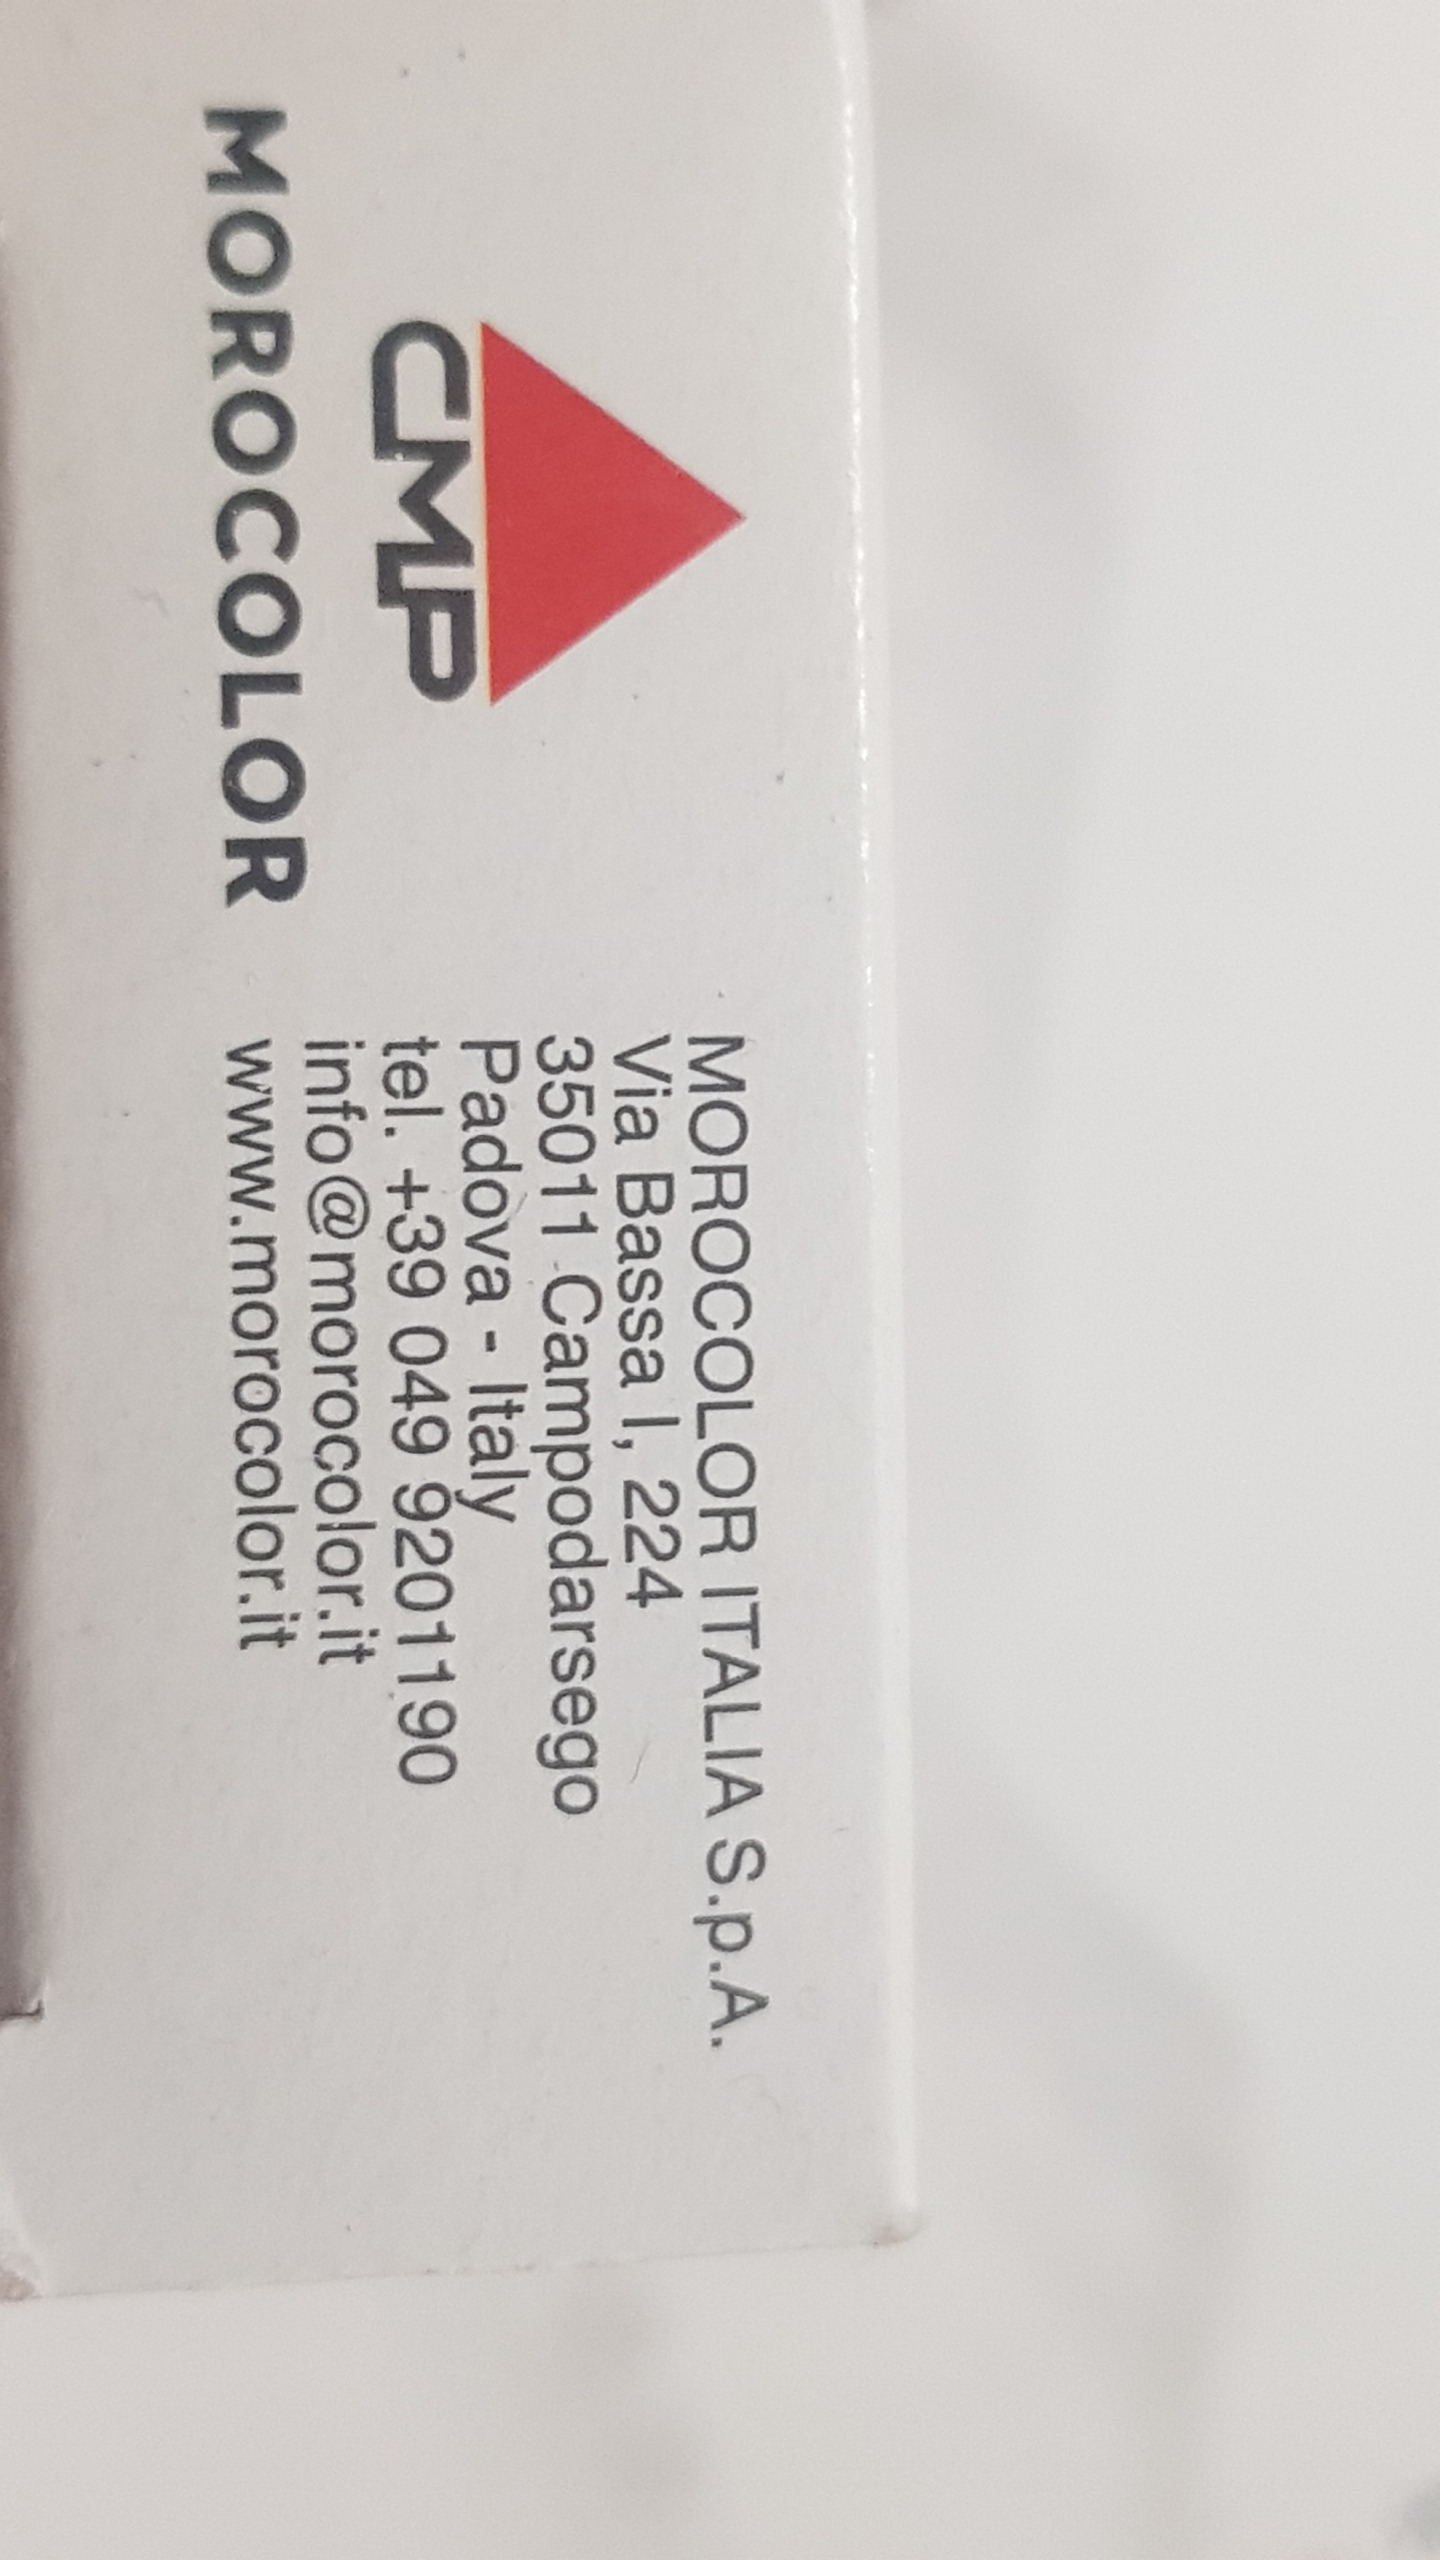 CMP
MOROCOLOR
MOROCOLOR ITALIA S.p.A.
Via Bassa I, 224
35011 Campodarsego
Padova - Italy
tel. +39 049 9201190
info@morocolor.it
www.morocolor.it